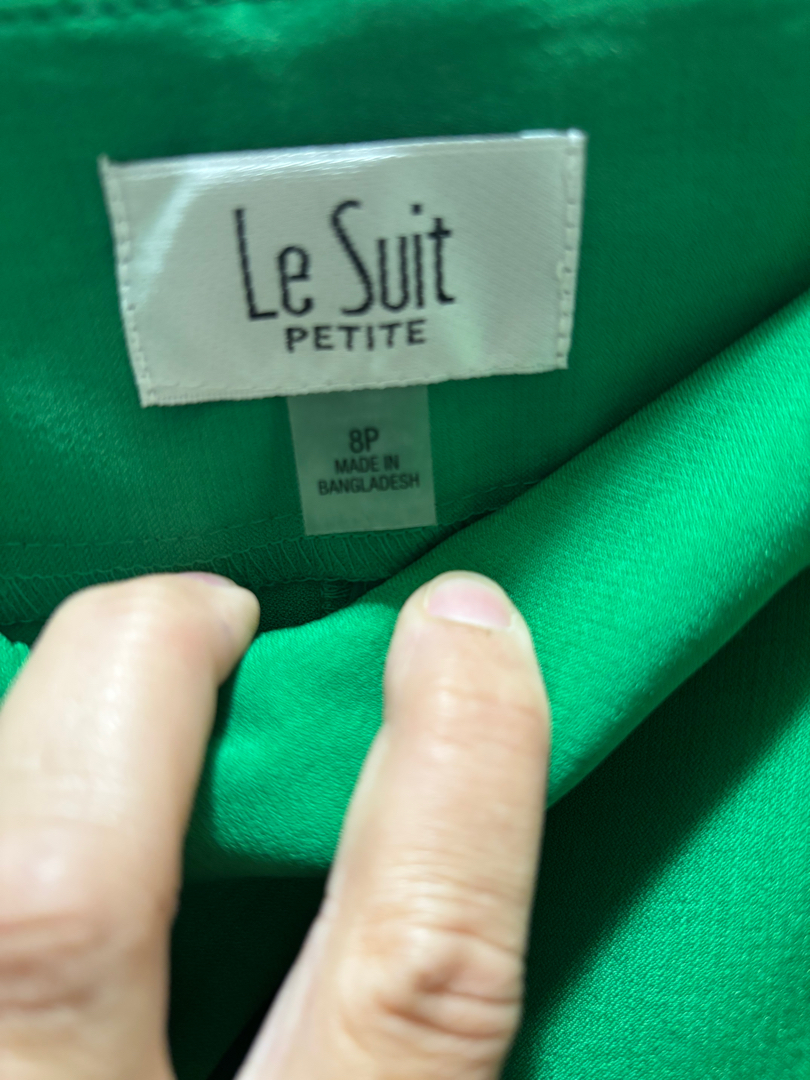 Le Suit
PETITE
8P
MADE IN
BANGLADESH